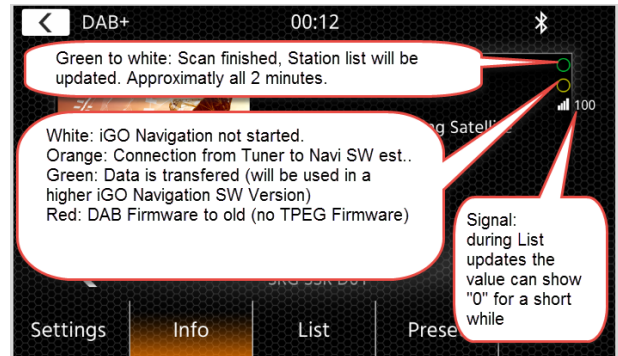 DAB+ 00:12
Green to white: Scan finished, Station list will be
updated. Approximatly all 2 minutes.
100
White: iGO Navigation not started.
Orange: Connection from Tuner to Navi SW est..
Green: Data is transfered (will be used in a
higher iGO Navigation SW Version)
Red: DAB Firmware to old (no TPEG Firmware)
Signal:
during List
updates the
value can show
"0" for a short
while
Settings Info List